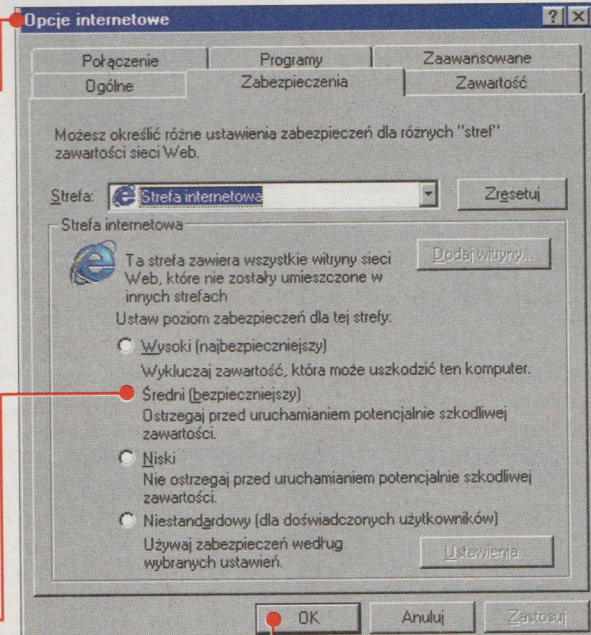 Opcje internetowe
Połączenie Programy Zaawansowane
Ogólne Zabezpieczenia Zawartość
Możesz określić różne ustawienia zabezpieczeń dla różnych "stref"
zawartości sieci Web.
Strefa: Strefa internetowa Zresetuj
Strefa internetowa
Ta strefa zawiera wszystkie witryny sieci
Web, które nie zostały umieszczone w
innych strefach
Dodaj witryny...
Ustaw poziom zabezpieczeń dla tej strefy:
Wysoki (najbezpieczniejszy)
Wykluczaj zawartość, która może uszkodzić ten komputer.
Średni (bezpieczniejszy)
Ostrzegaj przed uruchamianiem potencjalnie szkodliwej
zawartości.
Niski
Nie ostrzegaj przed uruchamianiem potencjalnie szkodliwej
zawartości.
Niestandardowy (dla doświadczonych użytkowników)
Używaj zabezpieczeń według
wybranych ustawień.
Ustawienia...
OK Anuluj Zastosuj